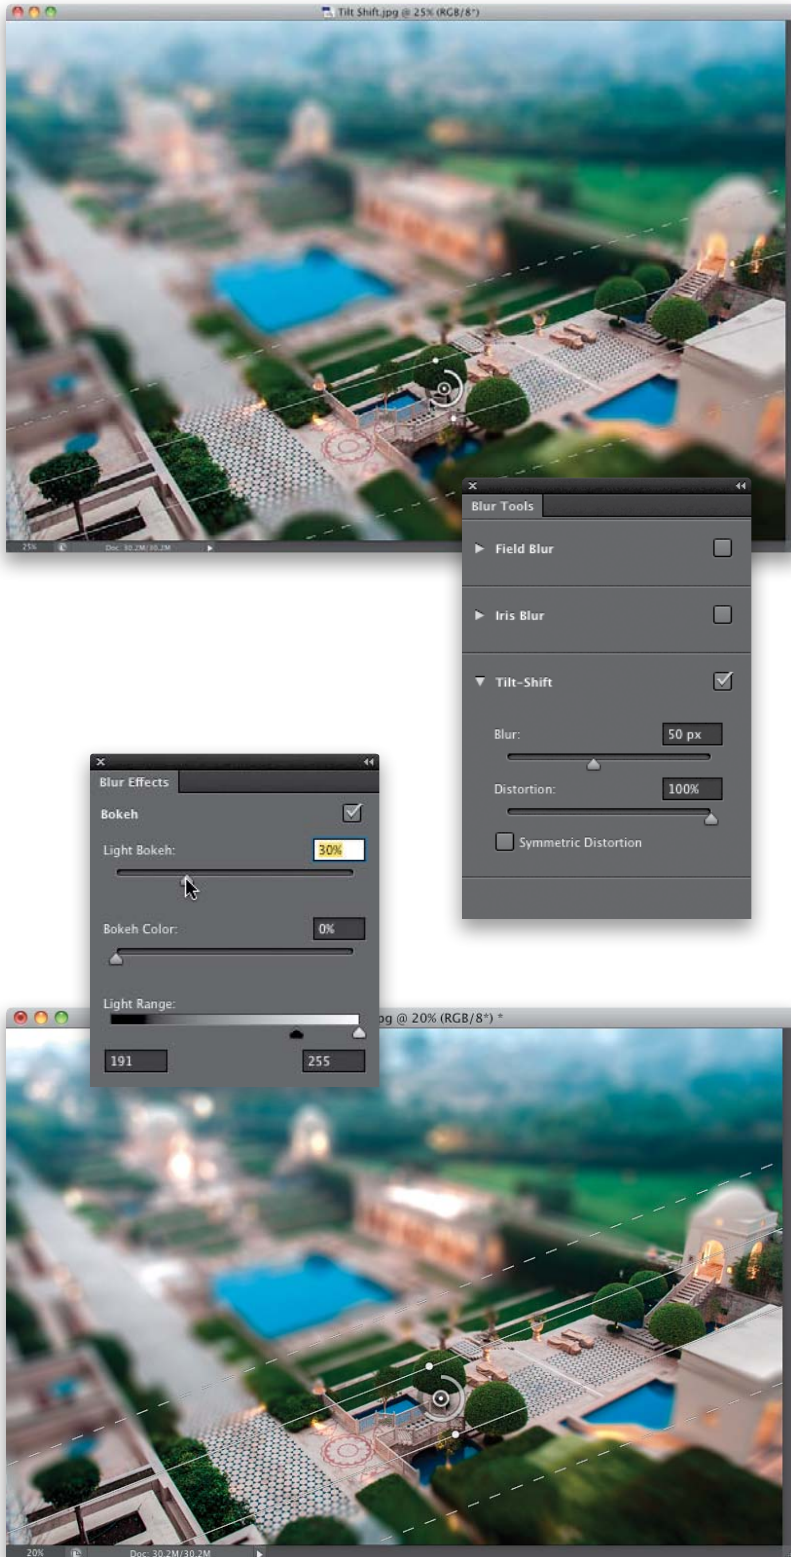 Tilt Shift.jpg @ 25% (RGB/8*)
25%
Doc: 30.2M/30.2M
Blur Tools
Field Blur
Iris Blur
Tilt-Shift
Blur:
50 px
Distortion:
100%
Symmetric Distortion
Blur Effects
Bokeh
Light Bokeh:
30%
Bokeh Color:
0%
Light Range:
191
255
pg @ 20% (RGB/8*) *
20%
Doc: 30.2M/30.2M